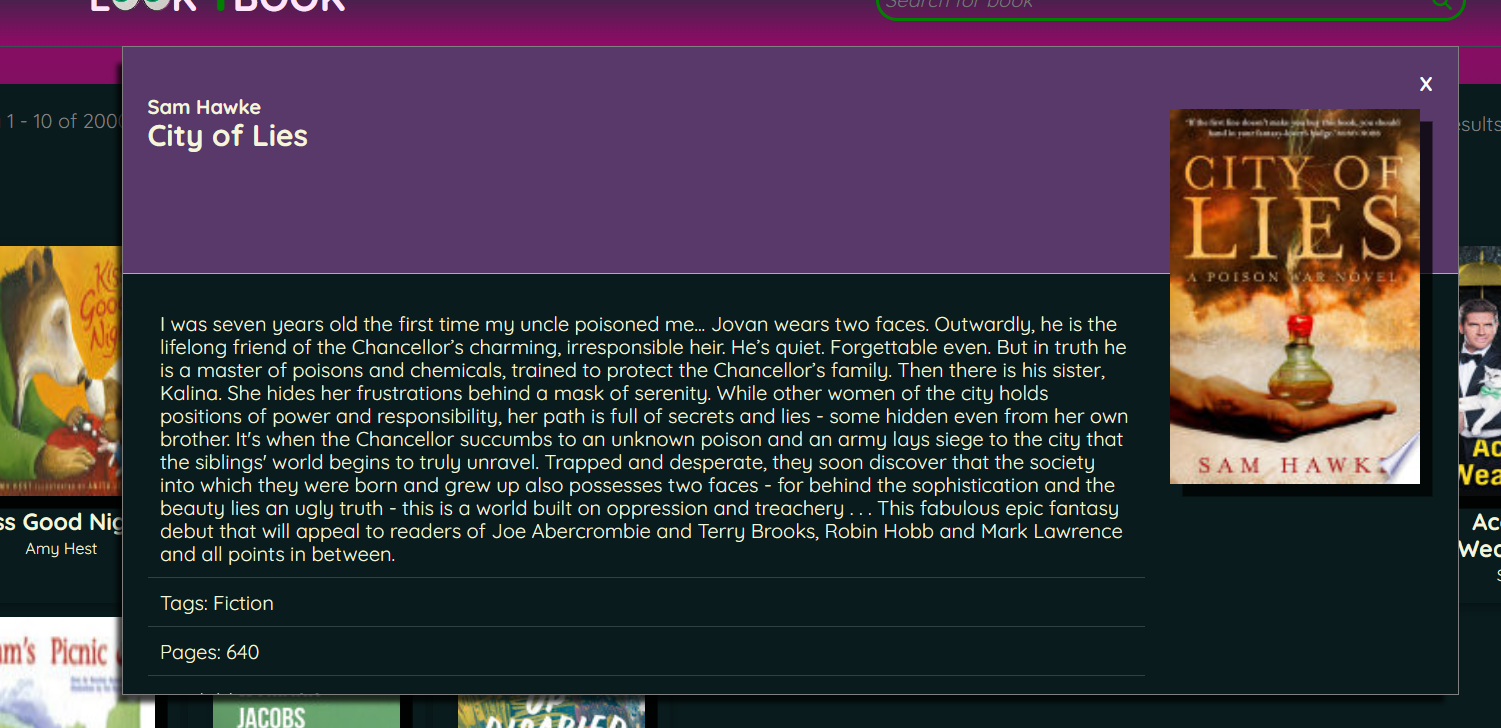 LOOK 4 BOOK
Search for book
1 - 10 of 2000
esults
X
Sam Hawke
City of Lies
CITY OF
LIES
A POISON WAR NOVEL
SAM HAWKE
I was seven years old the first time my uncle poisoned me... Jovan wears two faces. Outwardly, he is the
lifelong friend of the Chancellor’s charming, irresponsible heir. He’s quiet. Forgettable even. But in truth he
is a master of poisons and chemicals, trained to protect the Chancellor’s family. Then there is his sister,
Kalina. She hides her frustrations behind a mask of serenity. While other women of the city holds
positions of power and responsibility, her path is full of secrets and lies - some hidden even from her own
brother. It's when the Chancellor succumbs to an unknown poison and an army lays siege to the city that
the siblings' world begins to truly unravel. Trapped and desperate, they soon discover that the society
into which they were born and grew up also possesses two faces - for behind the sophistication and the
beauty lies an ugly truth - this is a world built on oppression and treachery . . . This fabulous epic fantasy
debut that will appeal to readers of Joe Abercrombie and Terry Brooks, Robin Hobb and Mark Lawrence
and all points in between.
Tags: Fiction
Pages: 640
Kis
Goo
Nig
ss Good Nig
Amy Hest
Ac
Wea
Acc
Wea
am's Picnic
JACOBS
UP
DISABLED